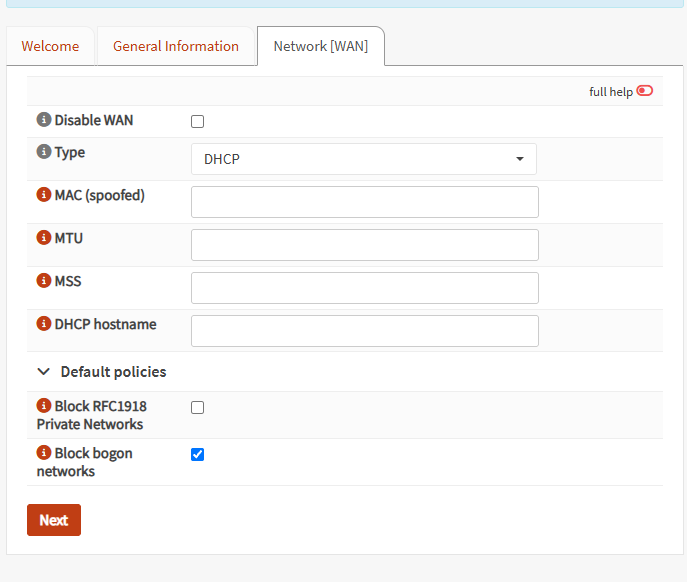 Welcome
General Information
Network [WAN]
full help
Disable WAN
Type
DHCP
MAC (spoofed)
MTU
MSS
DHCP hostname
Default policies
Block RFC1918
Private Networks
Block bogon
networks
Next